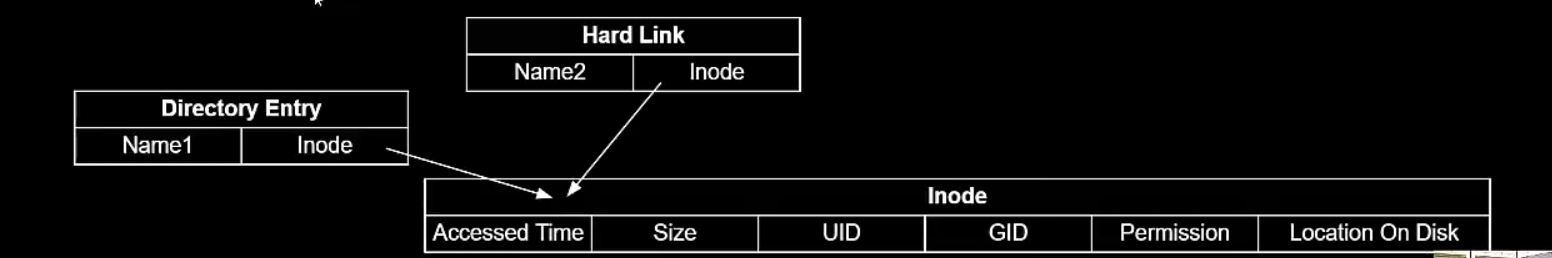 Hard Link
Name2 Inode
Directory Entry
Name1 Inode
Inode
Accessed Time Size UID GID Permission Location On Disk